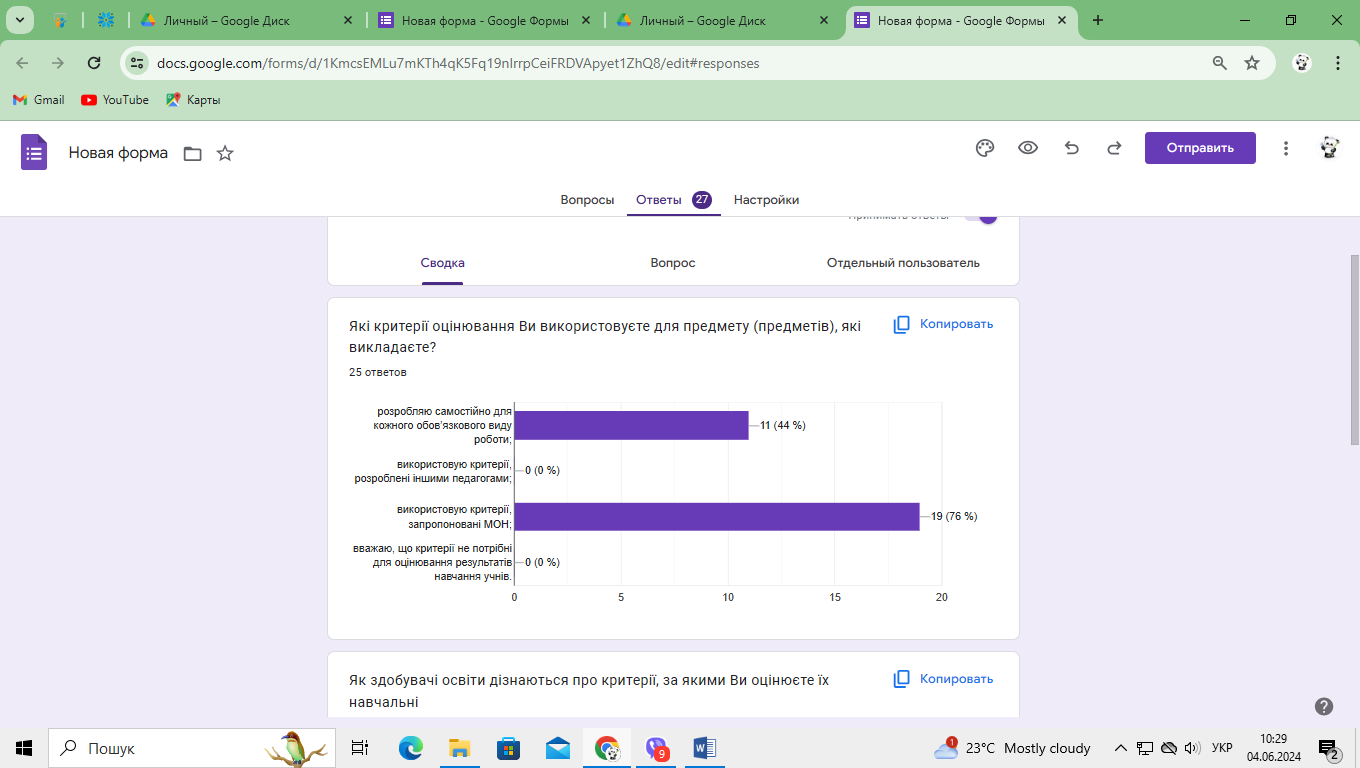 Личный – Google Диск
Новая форма - Google Формы
Личный – Google Диск
Новая форма - Google Формы
docs.google.com/forms/d/1KmcsEMLu7mKTh4qK5Fq19nIrrpCeiFRDVApyet1ZhQ8/edit#responses
Gmail
YouTube
Карты
Новая форма
Отправить
Вопросы
Ответы 27
Настройки
Сводка
Вопрос
Отдельный пользователь
Які критерії оцінювання Ви використовуєте для предмету (предметів), які
викладаєте?
Копировать
25 ответов
розробляю самостійно для
кожного обов'язкового виду
роботи;
11 (44 %)
використовую критерії,
розроблені іншими педагогами;
0 (0 %)
використовую критерії,
запропоновані МОН;
19 (76 %)
вважаю, що критерії не потрібні
для оцінювання результатів
навчання учнів.
0 (0 %)
0 5 10 15 20
Як здобувачі освіти дізнаються про критерії, за якими Ви оцінюєте їх
навчальні
Копировать
Пошук
9
1
23°C Mostly cloudy
УКР
10:29
04.06.2024
2